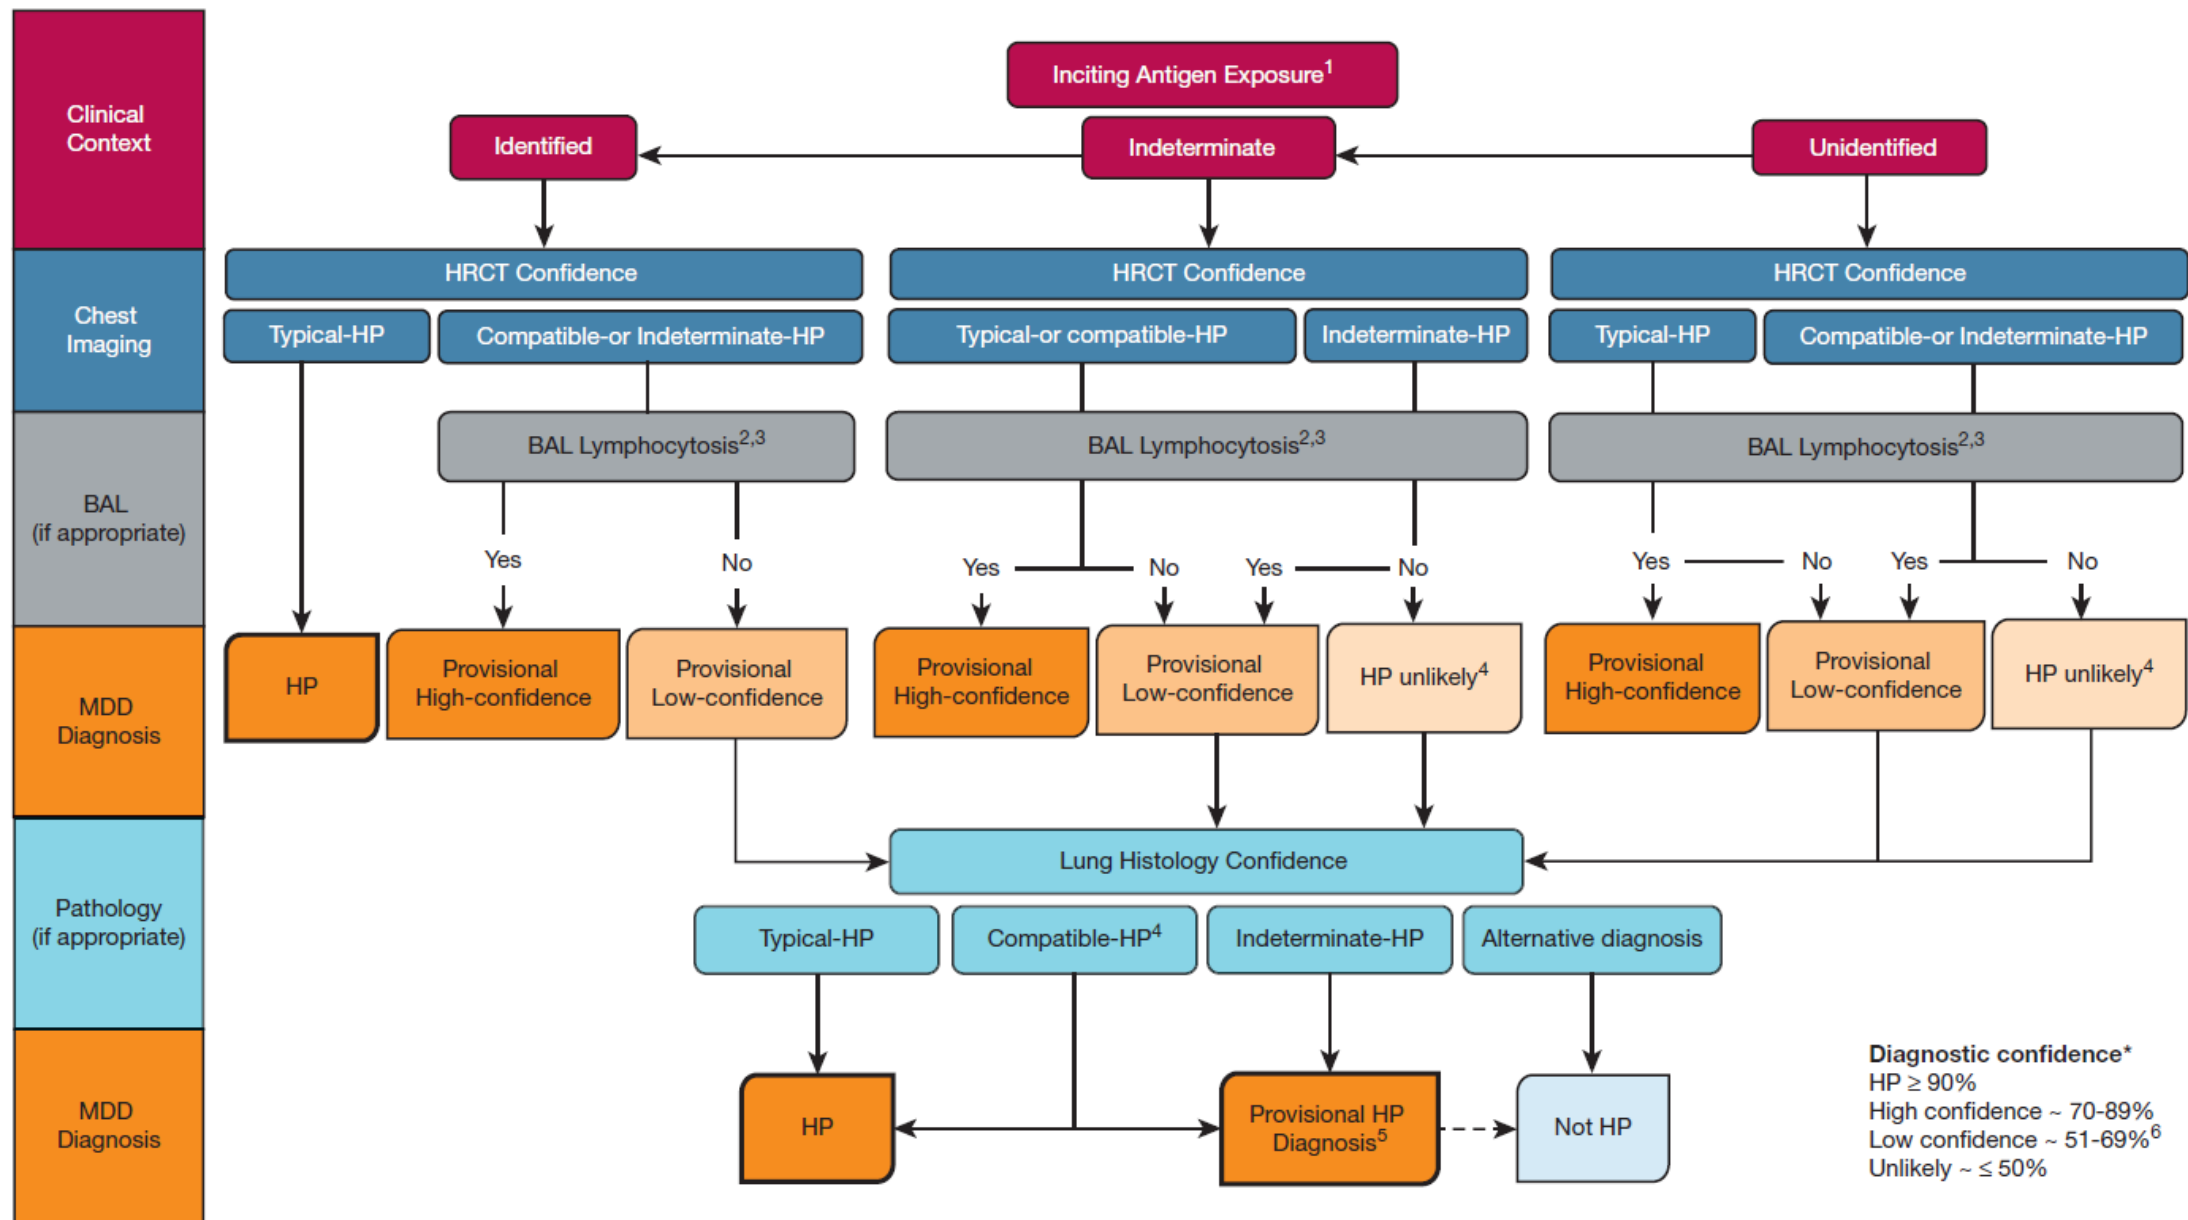 Clinical
Context
Inciting Antigen Exposure1
Identified
Indeterminate
Unidentified
Chest
Imaging
HRCT Confidence
HRCT Confidence
HRCT Confidence
Typical-HP
Compatible-or Indeterminate-HP
Typical-or compatible-HP
Indeterminate-HP
Typical-HP
Compatible-or Indeterminate-HP
BAL
(if appropriate)
BAL Lymphocytosis2,3
BAL Lymphocytosis2,3
BAL Lymphocytosis2,3
Yes
No
Yes
No
Yes
No
Yes
No
Yes
No
MDD
Diagnosis
HP
Provisional
High-confidence
Provisional
Low-confidence
Provisional
High-confidence
Provisional
Low-confidence
HP unlikely4
Provisional
High-confidence
Provisional
Low-confidence
HP unlikely4
Pathology
(if appropriate)
Lung Histology Confidence
Typical-HP
Compatible-HP4
Indeterminate-HP
Alternative diagnosis
MDD
Diagnosis
HP
Provisional HP
Diagnosis5
Not HP
Diagnostic confidence*
HP ≥ 90%
High confidence ~ 70-89%
Low confidence ~ 51-69%6
Unlikely ~ ≤ 50%